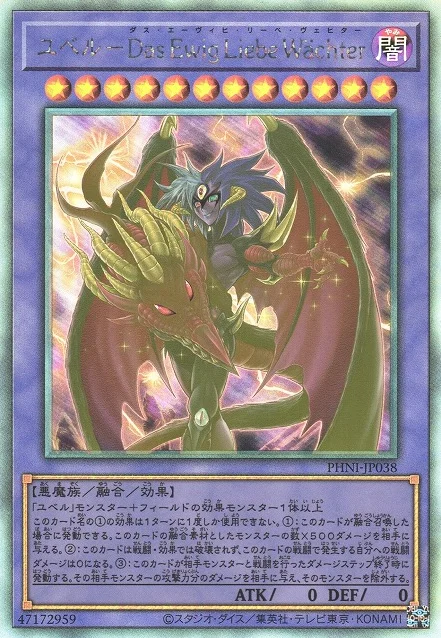 ダス・エーヴィヒ・リーベ・ヴェヒター
ユベル－Das Ewig Liebe Wächter
やみ
闇
PHNI-JP038
【悪魔族／融合／効果】
「ユベル」モンスター＋フィールドの効果モンスター1体以上
このカード名の①の効果は1ターンに1度しか使用できない。①：このカードが融合召喚した
場合に発動できる。このカードの融合素材としたモンスターの数×500ダメージを相手に
与える。②：このカードは戦闘・効果では破壊されず、このカードの戦闘で発生する自分への戦闘
ダメージは0になる。③：このカードが相手モンスターと戦闘を行ったダメージステップ終了時に
発動する。その相手モンスターの攻撃力分のダメージを相手に与え、そのモンスターを除外する。
ATK/ 0 DEF/ 0
47172959
©スタジオ・ダイス／集英社・テレビ東京・KONAMI